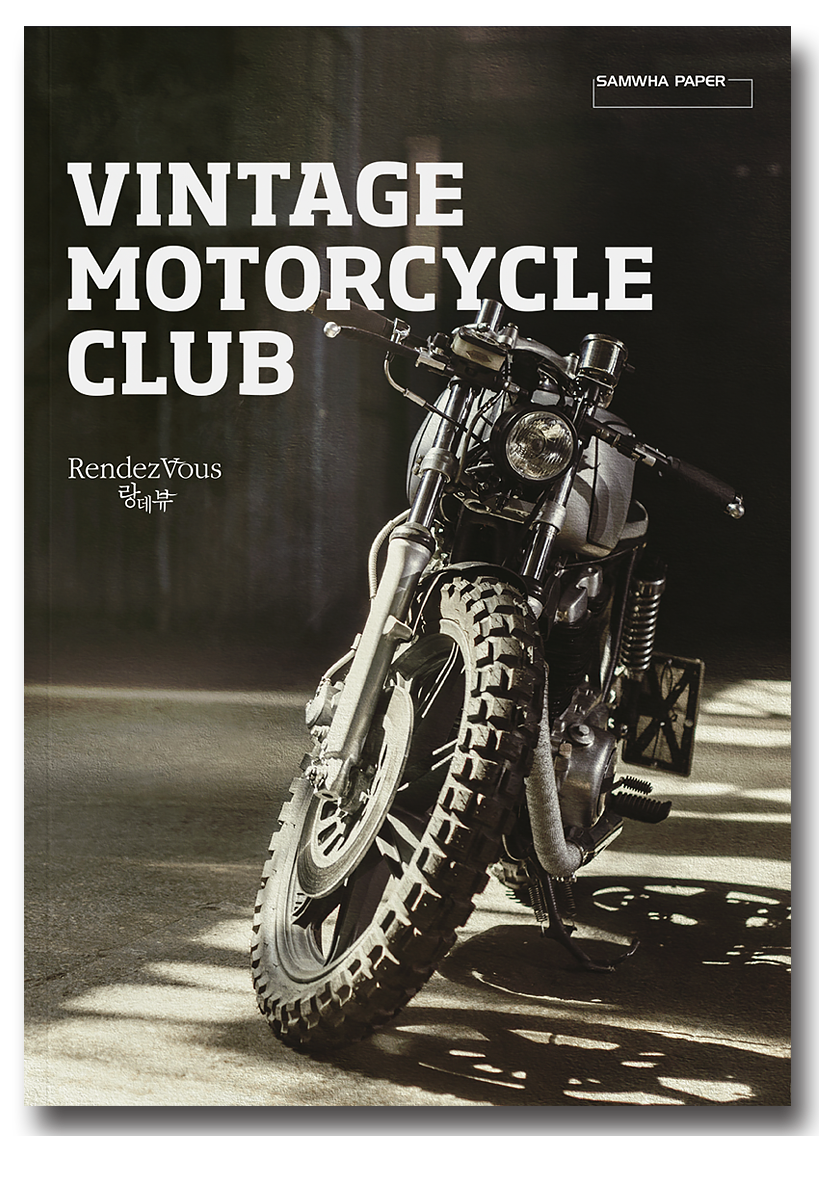 SAMWHA PAPER
VINTAGE
MOTORCYCLE
CLUB
RendezVous
랑데뷰